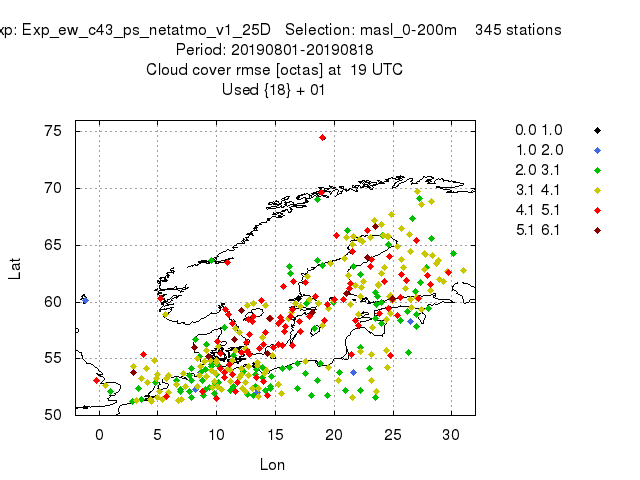 xp: Exp_ew_c43_ps_netatmo_v1_25D Selection: masl_0-200m 345 stations
Period: 20190801-20190818
Cloud cover rmse [octas] at 19 UTC
Used {18} + 01
75
70
65
60
55
50
Lat
0 5 10 15 20 25 30
Lon
0.0 1.0
1.0 2.0
2.0 3.1
3.1 4.1
4.1 5.1
5.1 6.1